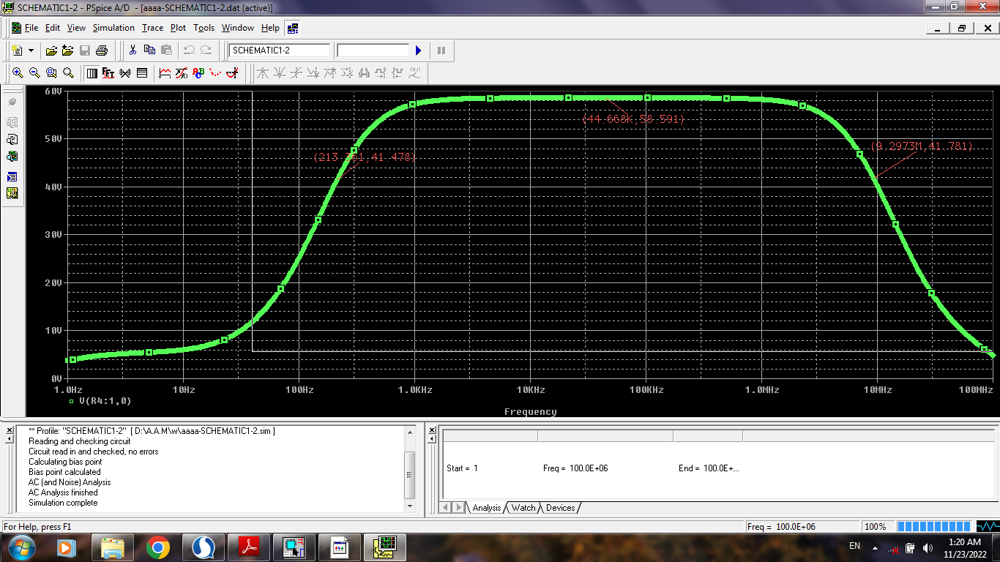 SCHEMATIC1-2 - PSpice A/D - [aaaa-SCHEMATIC1-2.dat (active)]
File Edit View Simulation Trace Plot Tools Window Help
SCHEMATIC1-2
60V
50V
40V
30V
20V
10V
0V
(44.668K,58.591)
(9.2973M,41.781)
(213.761,41.478)
1.0Hz 10Hz 100Hz 1.0KHz 10KHz 100KHz 1.0MHz 10MHz 100MHz
V(R4:1,0)
Frequency
** Profile: "SCHEMATIC1-2" [ D:\A.A.M\w\aaaa-SCHEMATIC1-2.sim ]
Reading and checking circuit
Circuit read in and checked, no errors
Calculating bias point
Bias point calculated
AC (and Noise) Analysis
AC Analysis finished
Simulation complete
Start = 1 Freq = 100.0E+06 End = 100.0E+...
Analysis Watch Devices
For Help, press F1
Freq = 100.0E+06 100%
EN
1:20 AM
11/23/2022